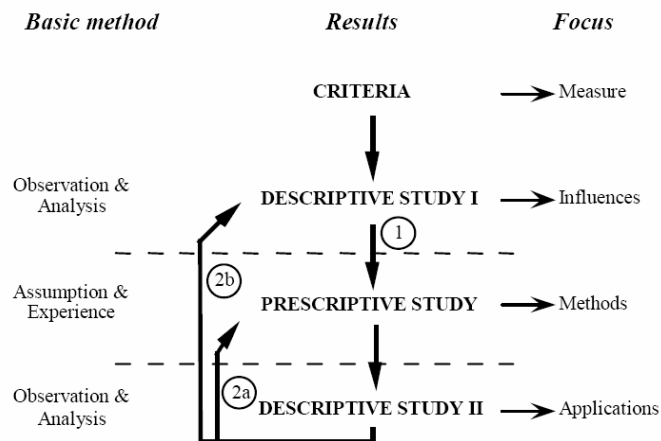 Basic method Results Focus
CRITERIA Measure
Observation &
Analysis
DESCRIPTIVE STUDY I Influences
1
2b
Assumption &
Experience
PRESCRIPTIVE STUDY Methods
2a
Observation &
Analysis
DESCRIPTIVE STUDY II Applications